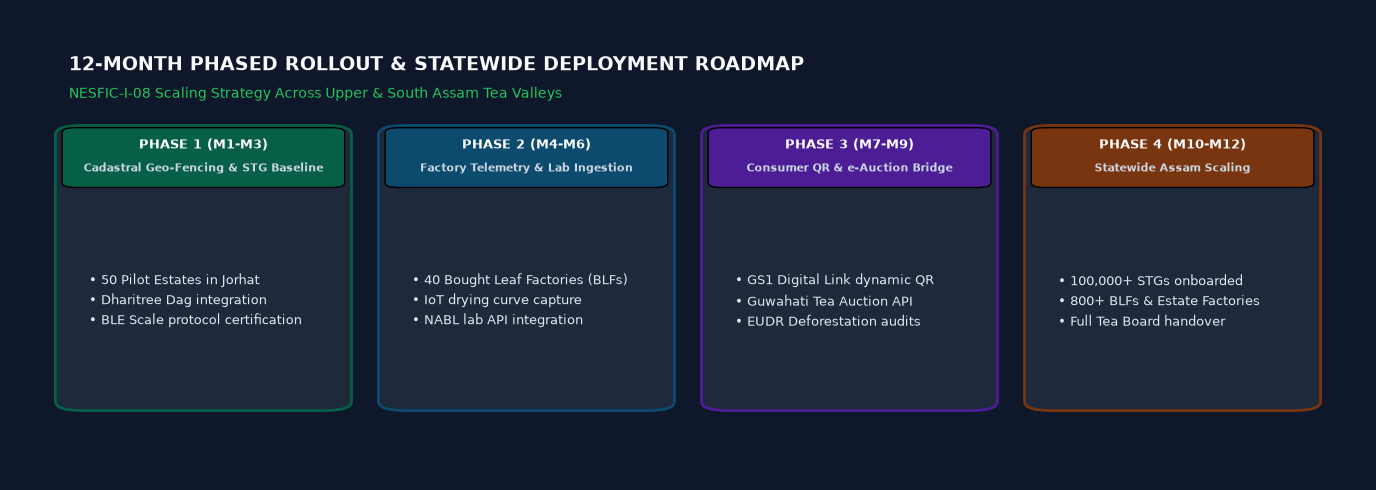 12-MONTH PHASED ROLLOUT & STATEWIDE DEPLOYMENT ROADMAP
NESFIC-I-08 Scaling Strategy Across Upper & South Assam Tea Valleys
PHASE 1 (M1-M3)
Cadastral Geo-Fencing & STG Baseline
• 50 Pilot Estates in Jorhat
• Dharitree Dag integration
• BLE Scale protocol certification
PHASE 2 (M4-M6)
Factory Telemetry & Lab Ingestion
• 40 Bought Leaf Factories (BLFs)
• IoT drying curve capture
• NABL lab API integration
PHASE 3 (M7-M9)
Consumer QR & e-Auction Bridge
• GS1 Digital Link dynamic QR
• Guwahati Tea Auction API
• EUDR Deforestation audits
PHASE 4 (M10-M12)
Statewide Assam Scaling
• 100,000+ STGs onboarded
• 800+ BLFs & Estate Factories
• Full Tea Board handover